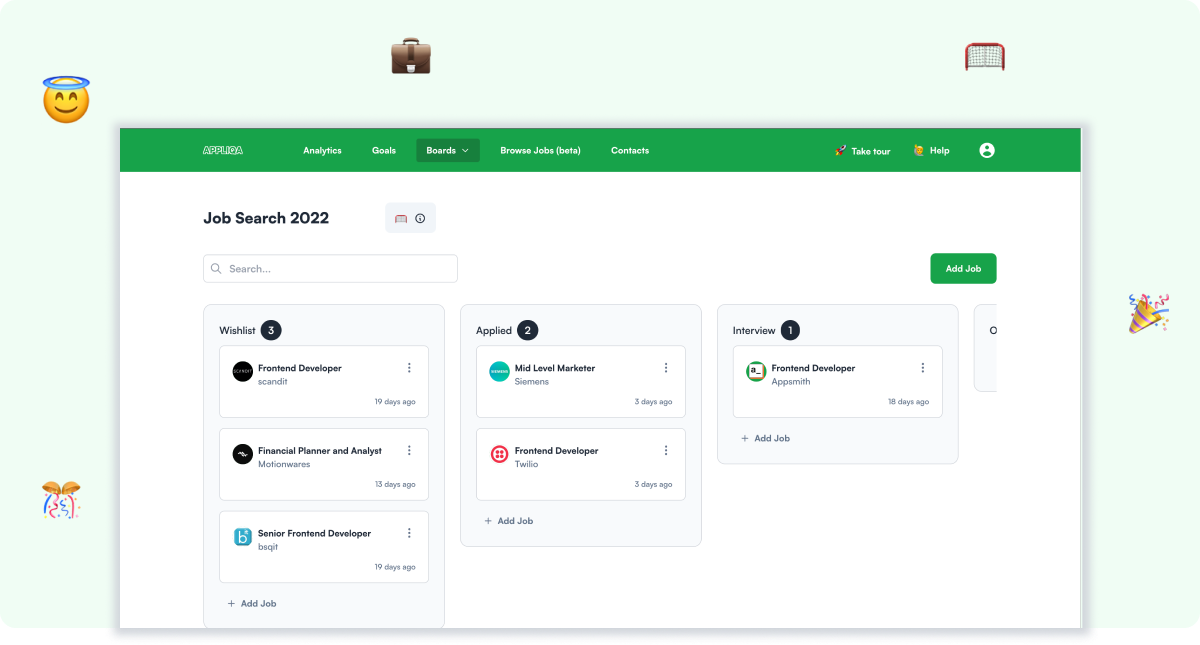 APPLIQA
Analytics
Goals
Boards
Browse Jobs (beta)
Contacts
Take tour
Help
Job Search 2022
Search...
Add Job
Wishlist 3
Frontend Developer
scandit
19 days ago
Financial Planner and Analyst
Motionwares
13 days ago
Senior Frontend Developer
bsqit
19 days ago
+ Add Job
Applied 2
SIEMENS
Mid Level Marketer
Siemens
3 days ago
Frontend Developer
Twilio
3 days ago
+ Add Job
Interview 1
a_
Frontend Developer
Appsmith
18 days ago
+ Add Job